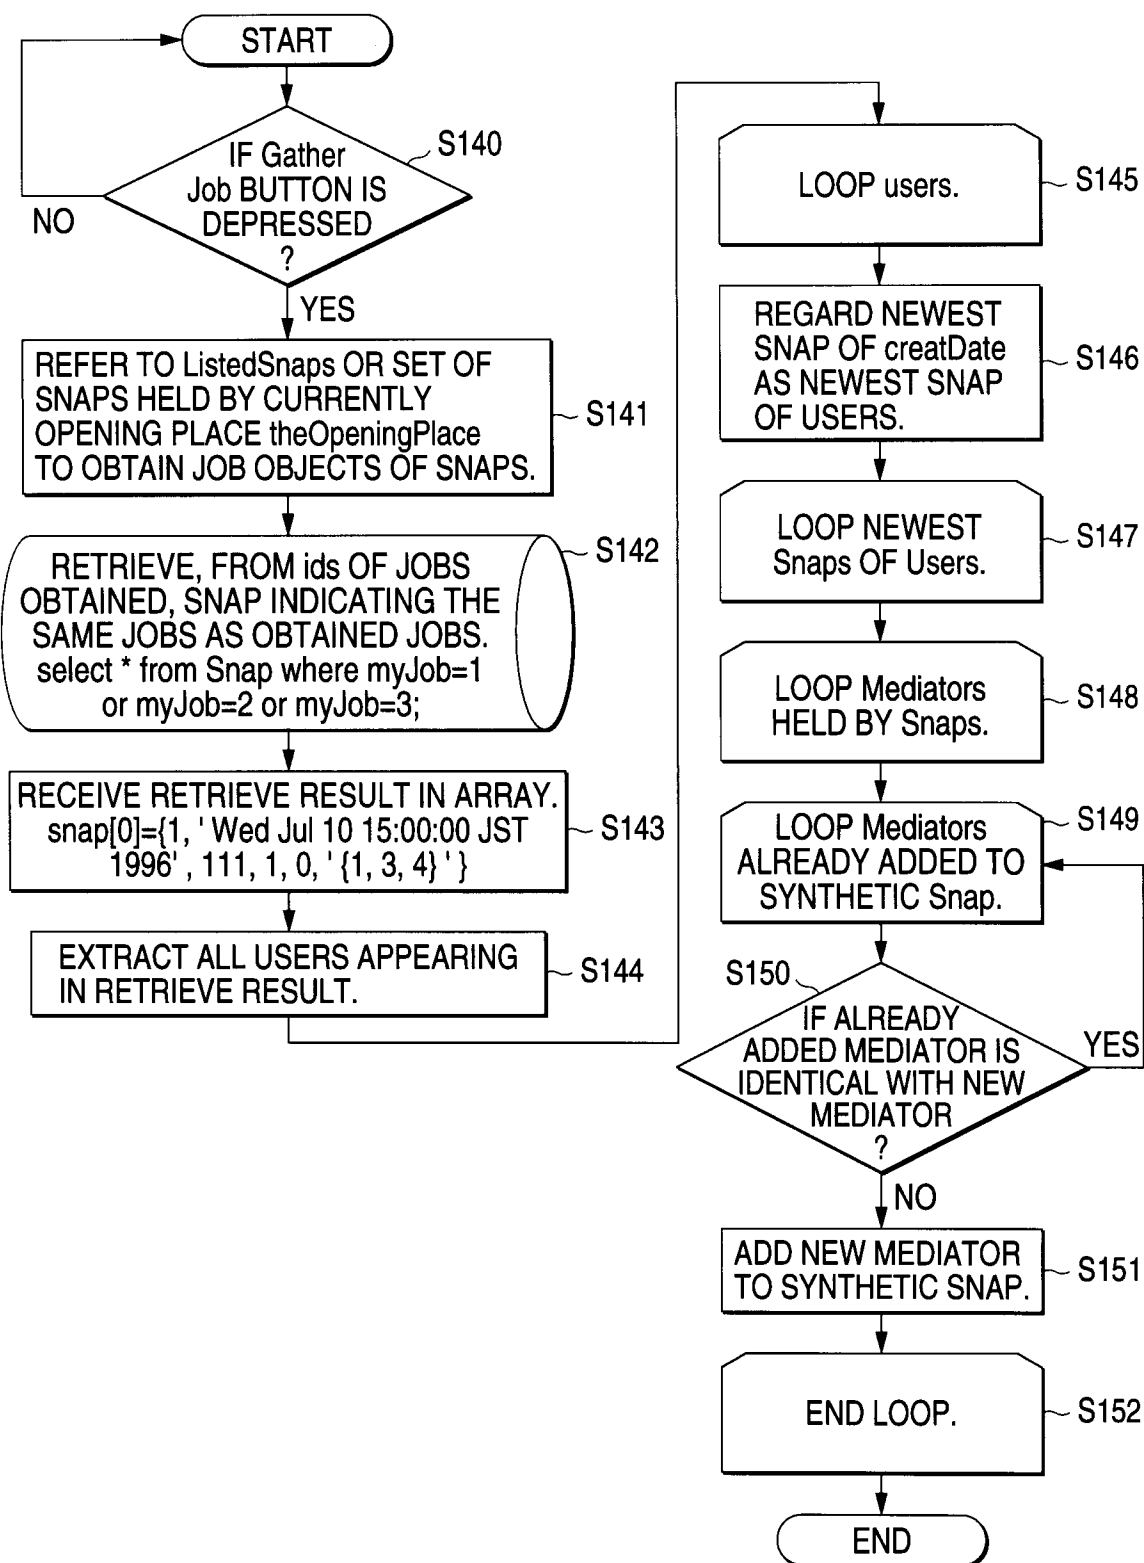 START
IF Gather
Job BUTTON IS
DEPRESSED
?
S140
NO
YES
REFER TO ListedSnaps OR SET OF
SNAPS HELD BY CURRENTLY
OPENING PLACE theOpeningPlace
TO OBTAIN JOB OBJECTS OF SNAPS.
S141
RETRIEVE, FROM ids OF JOBS
OBTAINED, SNAP INDICATING THE
SAME JOBS AS OBTAINED JOBS.
select * from Snap where myJob=1
or myJob=2 or myJob=3;
S142
RECEIVE RETRIEVE RESULT IN ARRAY.
snap[0]={1, ' Wed Jul 10 15:00:00 JST
1996' , 111, 1, 0, ' {1, 3, 4} ' }
S143
EXTRACT ALL USERS APPEARING
IN RETRIEVE RESULT.
S144
LOOP users.
S145
REGARD NEWEST
SNAP OF creatDate
AS NEWEST SNAP
OF USERS.
S146
LOOP NEWEST
Snaps OF Users.
S147
LOOP Mediators
HELD BY Snaps.
S148
LOOP Mediators
ALREADY ADDED TO
SYNTHETIC Snap.
S149
S150
IF ALREADY
ADDED MEDIATOR IS
IDENTICAL WITH NEW
MEDIATOR
?
YES
NO
ADD NEW MEDIATOR
TO SYNTHETIC SNAP.
S151
END LOOP.
S152
END